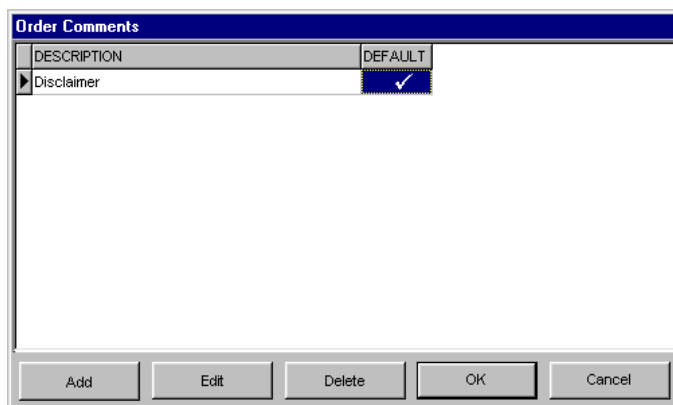 Order Comments
DESCRIPTION DEFAULT
Disclaimer
Add Edit Delete OK Cancel